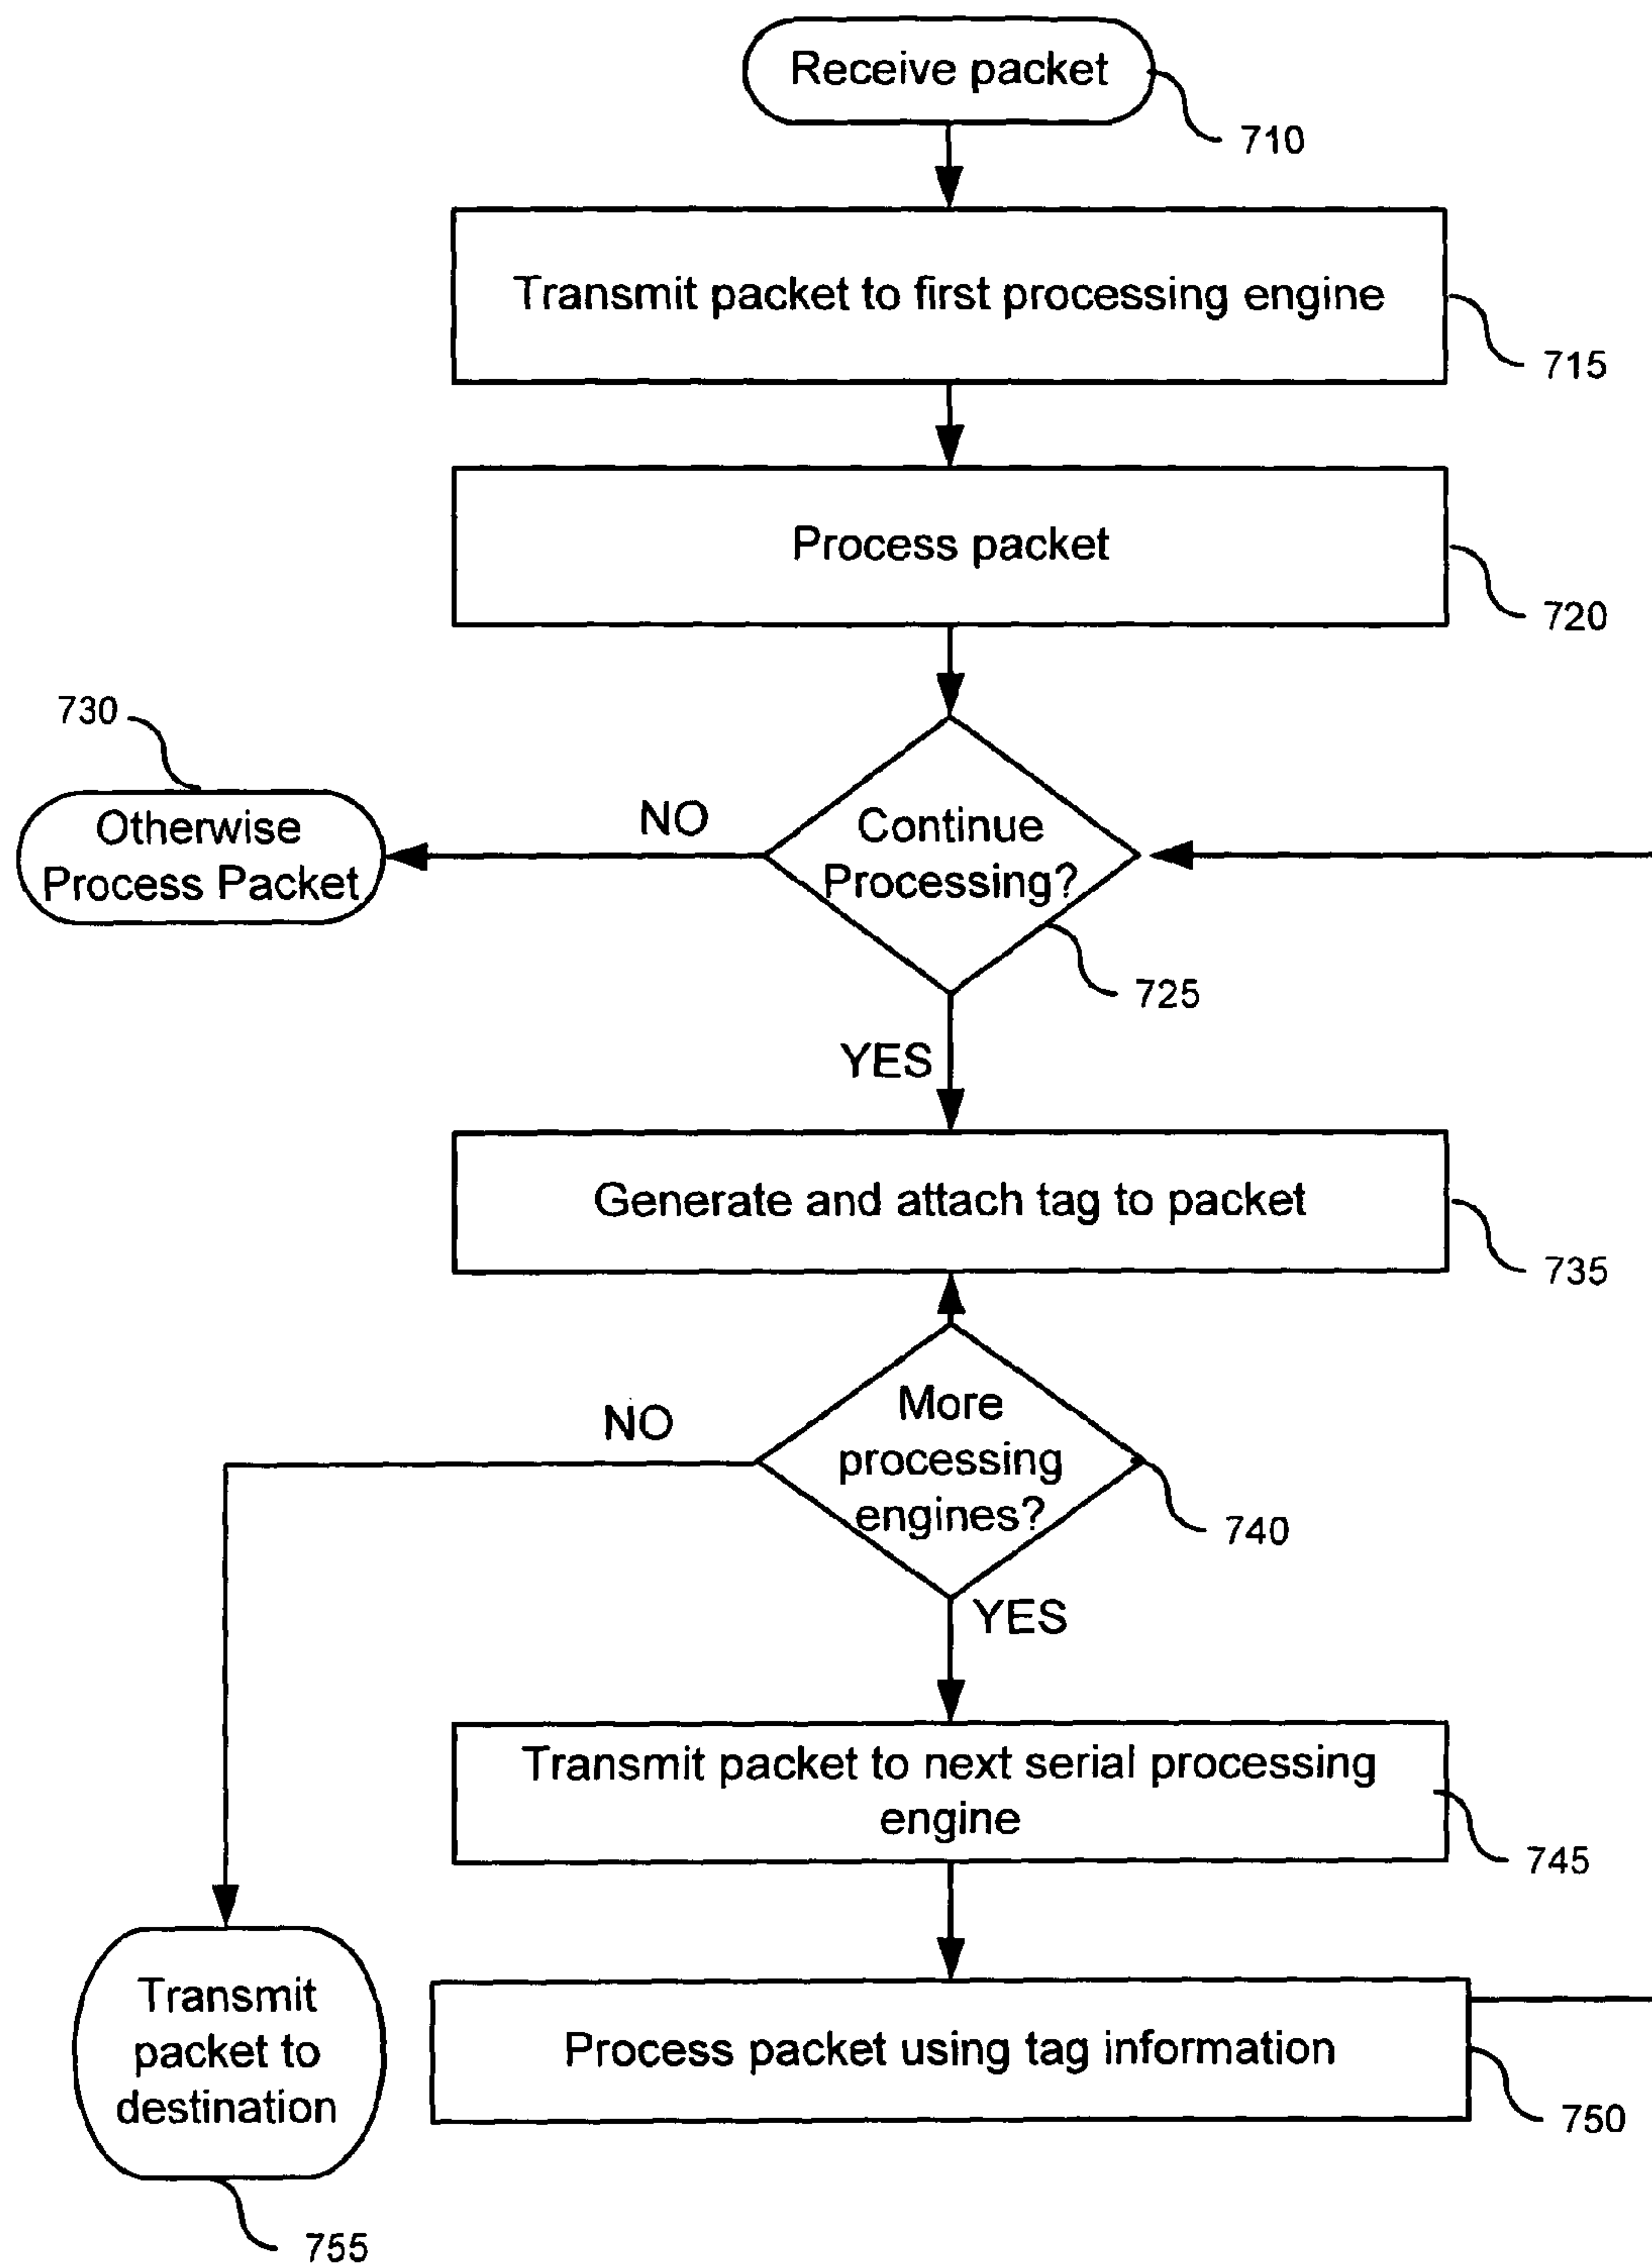 Receive packet
710
Transmit packet to first processing engine
715
Process packet
720
730
Otherwise
Process Packet
NO
Continue
Processing?
725
YES
Generate and attach tag to packet
735
NO
More
processing
engines?
740
YES
Transmit packet to next serial processing
engine
745
Transmit
packet to
destination
Process packet using tag information
750
755